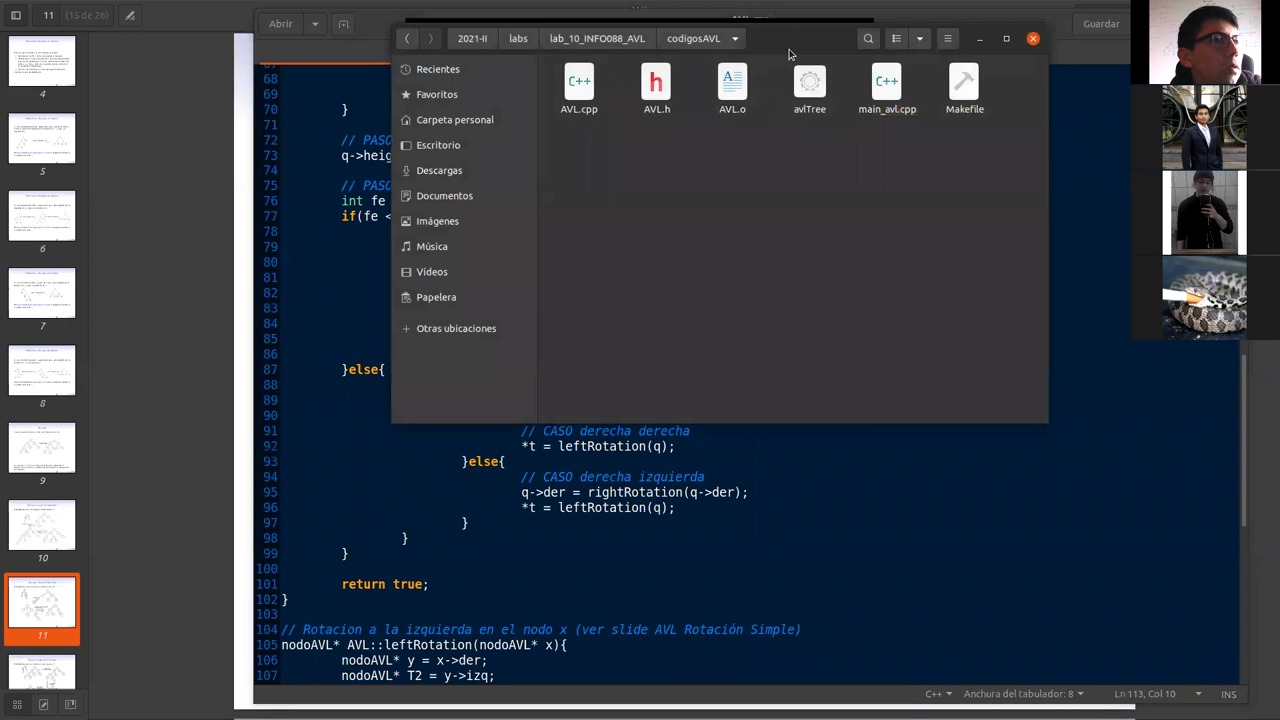 11
(15 de 26)
Abrir
Guardar
labs
lab_10_INFO088_AVL
codigosAVL
Recientes
Favoritos
Carpeta personal
Escritorio
Descargas
Documentos
Imágenes
Música
Vídeos
Papelera
Otras ubicaciones
AVL.cpp
AVL.h
AVL.o
avlTree
main_avl.cpp
Makefile
68
69
70 }
71
72 // PASO
73 q->heig
74
75 // PASO
76 int fe
77 if(fe <
78
79
80
81
82
83
84
85
86
87 }else{
88
89
90
91 // CASO derecha derecha
92 *t = leftRotation(q);
93 }else{
94 // CASO derecha izquierda
95 q->der = rightRotation(q->der);
96 *t = leftRotation(q);
97 }
98 }
99 }
100
101 return true;
102 }
103
104 // Rotacion a la izquierda en el nodo x (ver slide AVL Rotación Simple)
105 nodoAVL* AVL::leftRotation(nodoAVL* x){
106 nodoAVL* y = x->der;
107 nodoAVL* T2 = y->izq;
4
5
6
7
8
9
10
11
C++
Anchura del tabulador: 8
Ln 113, Col 10
INS